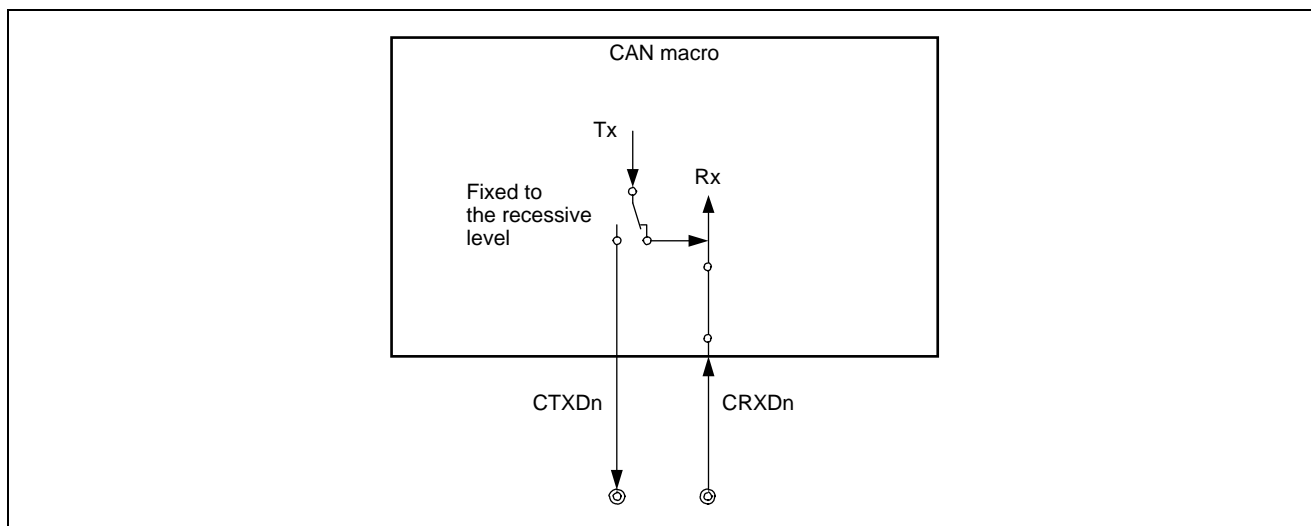 CAN macro
Tx
Rx
Fixed to
the recessive
level
CTXDn
CRXDn